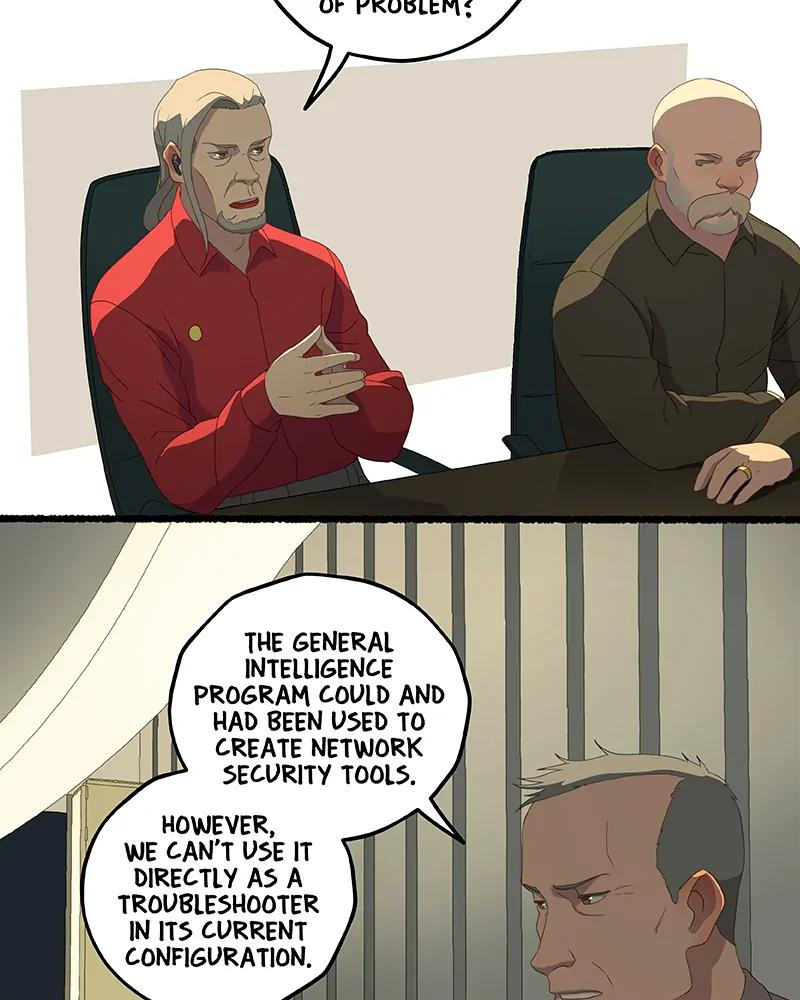 OF PROBLEM?
THE GENERAL
INTELLIGENCE
PROGRAM COULD AND
HAD BEEN USED TO
CREATE NETWORK
SECURITY TOOLS.
HOWEVER,
WE CAN'T USE IT
DIRECTLY AS A
TROUBLESHOOTER
IN ITS CURRENT
CONFIGURATION.